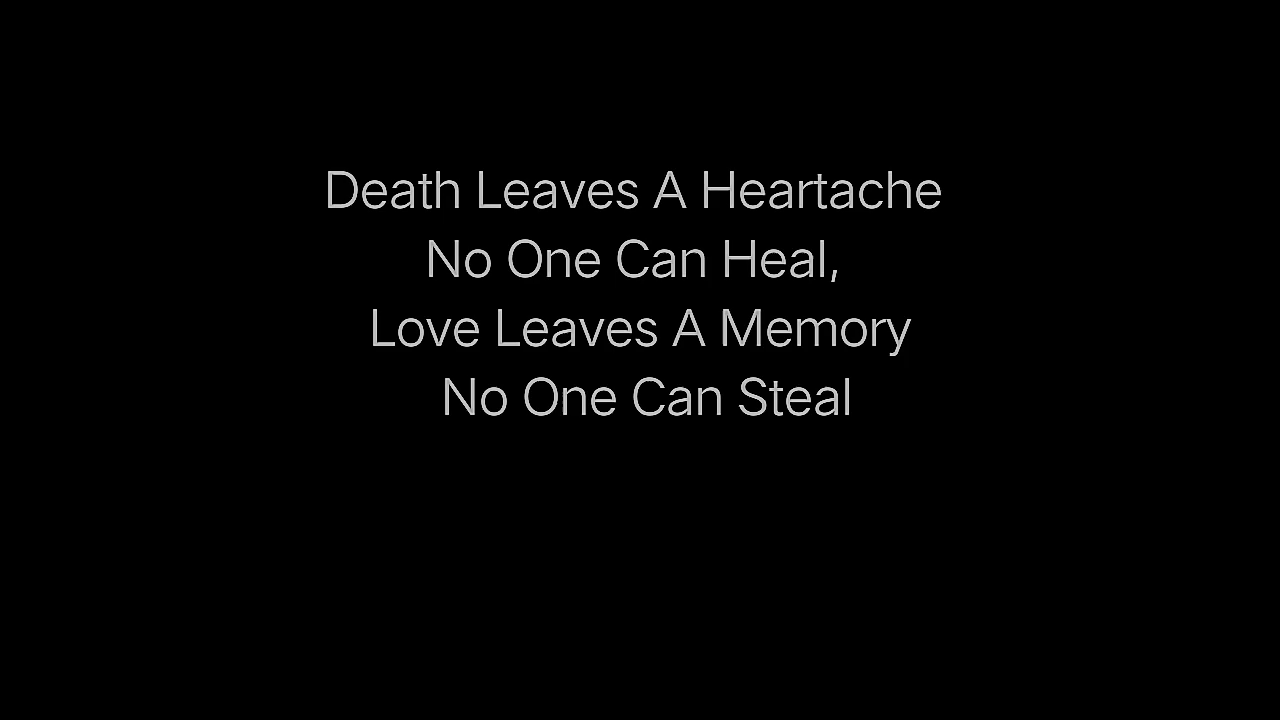 Death Leaves A Heartache
No One Can Heal,
Love Leaves A Memory
No One Can Steal